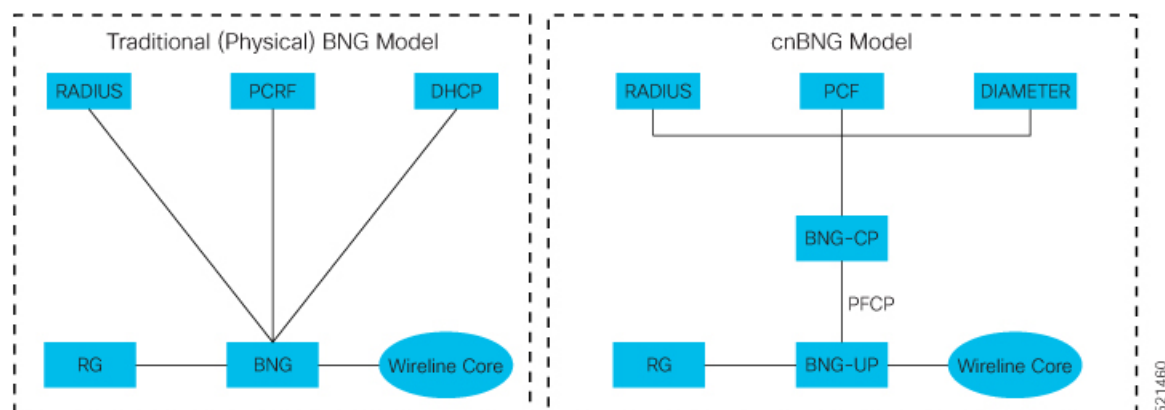 Traditional (Physical) BNG Model
RADIUS
PCRF
DHCP
RG
BNG
Wireline Core
cnBNG Model
RADIUS
PCF
DIAMETER
BNG-CP
PFCP
RG
BNG-UP
Wireline Core
521460